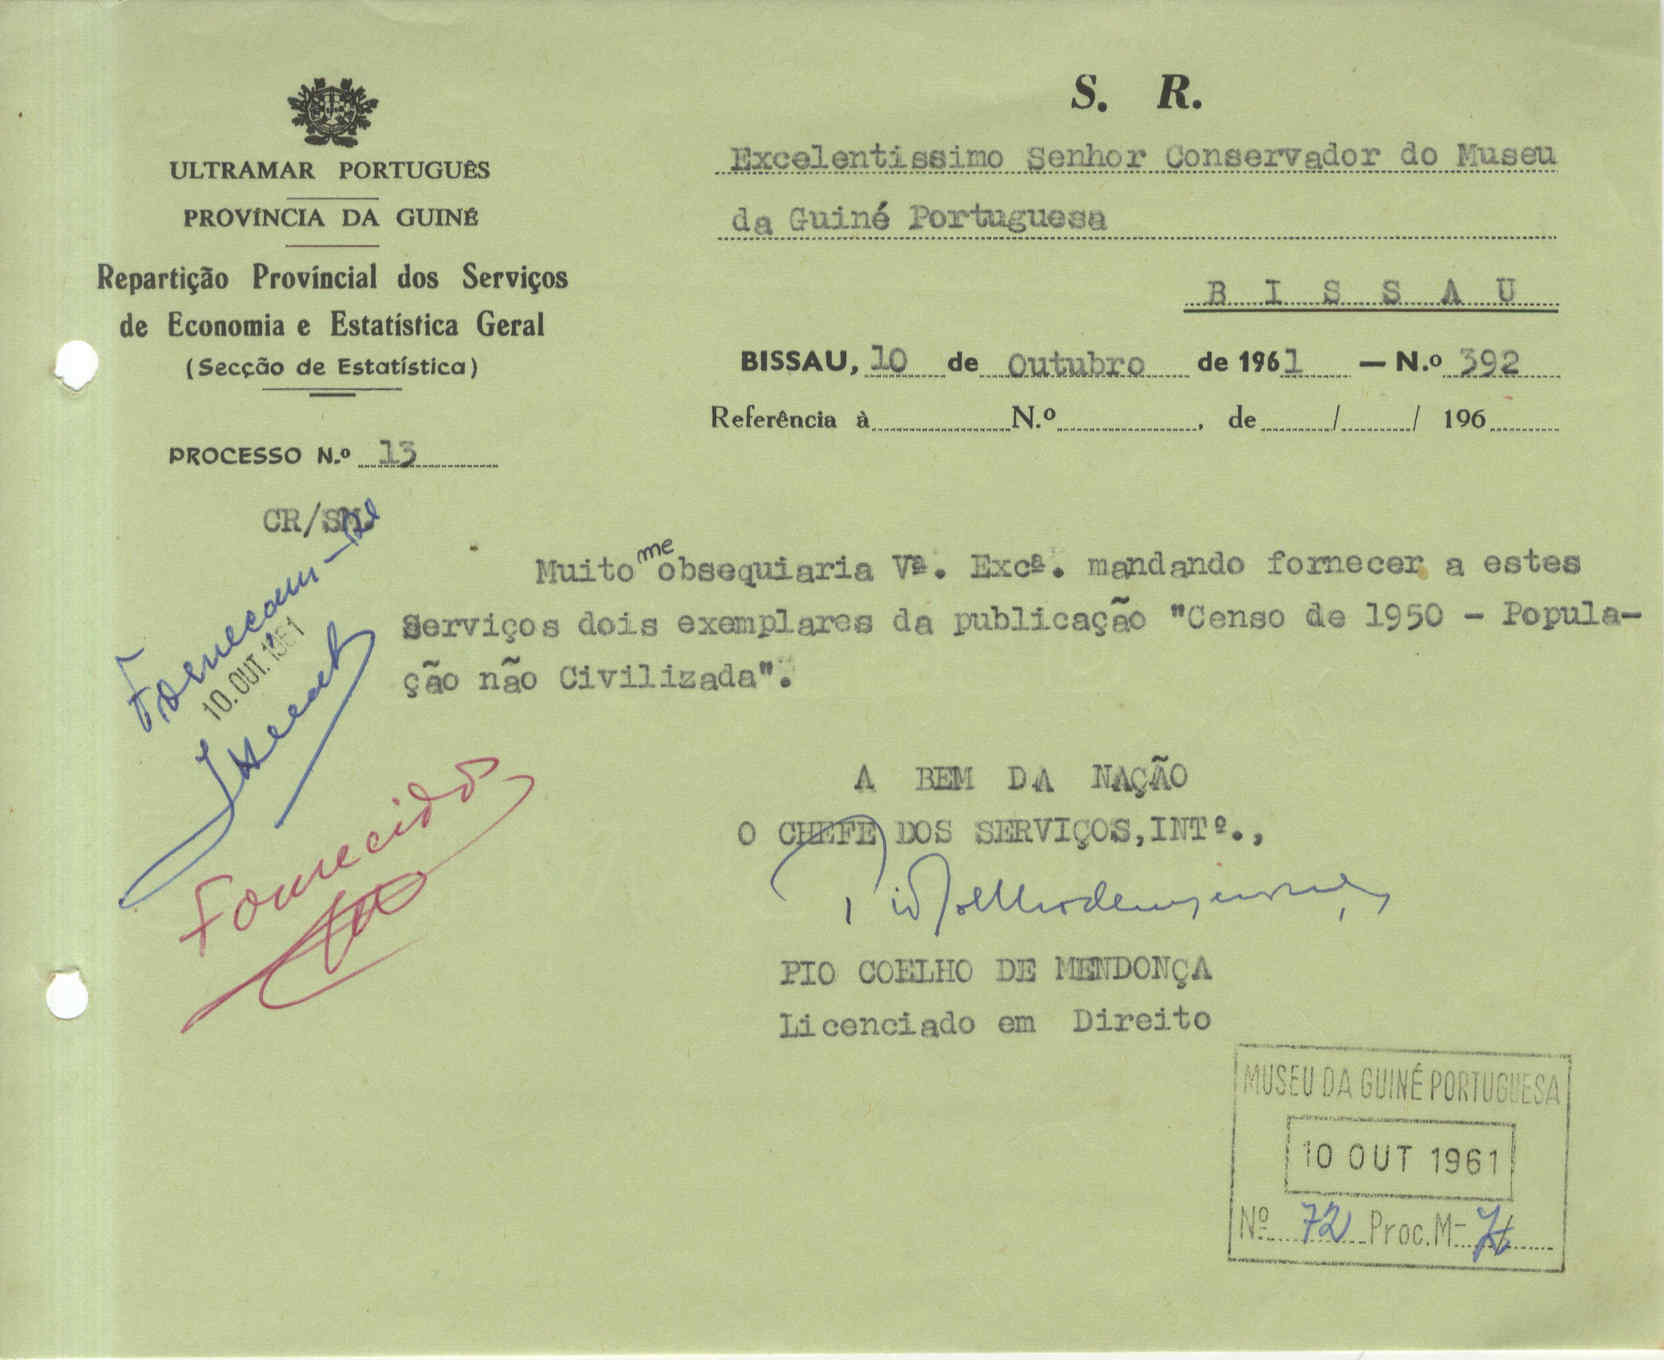 S. R.
ULTRAMAR PORTUGUÊS
PROVÍNCIA DA GUINÉ
Repartição Províncial dos Serviços
de Economia e Estatística Geral
(Secção de Estatística)
PROCESSO N.º 13
CR/SM.
Excelentissimo Senhor Conservador do Museu
da Guiné Portuguesa
B I S S A U
BISSAU, 10 de Outubro de 1961 — N.º 392
Referência à N.º , de / / 196
Muito me obsequiaria Vª. Excª. mandando fornecer a estes
Serviços dois exemplares da publicação "Censo de 1950 - Popula-
ção não Civilizada".
Fornecam-se
10. OUT. 1961
Fornecido
A BEM DA NAÇÃO
O CHEFE DOS SERVIÇOS, INTº.,
PIO COELHO DE MENDONÇA
Licenciado em Direito
MUSEU DA GUINÉ PORTUGUESA
10 OUT 1961
Nº 72 Proc. M-